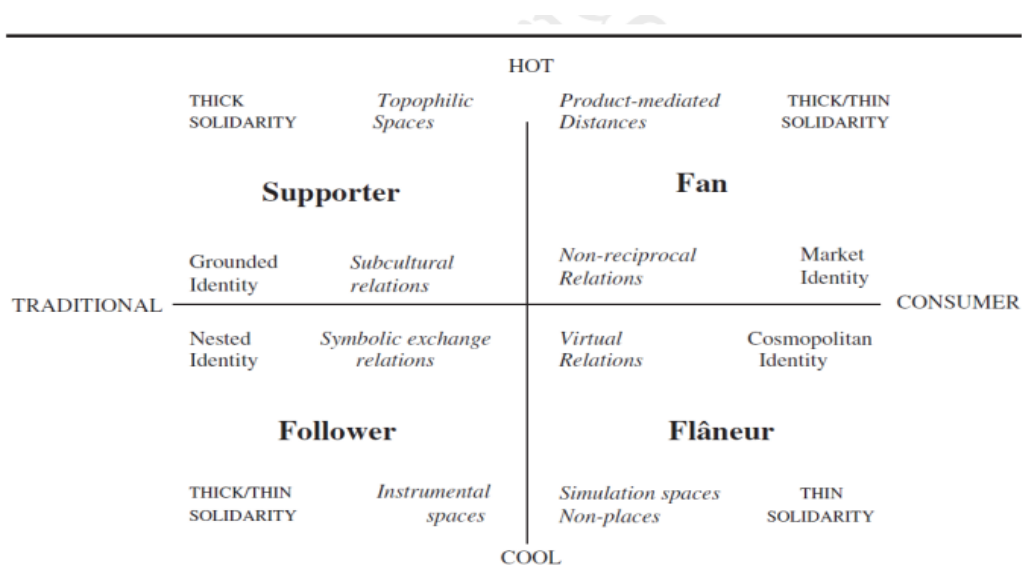 HOT
THICK SOLIDARITY
Topophilic Spaces
Product-mediated Distances
THICK/THIN SOLIDARITY
Supporter
Fan
Grounded Identity
Subcultural relations
Non-reciprocal Relations
Market Identity
TRADITIONAL
CONSUMER
Nested Identity
Symbolic exchange relations
Virtual Relations
Cosmopolitan Identity
Follower
Flâneur
THICK/THIN SOLIDARITY
Instrumental spaces
Simulation spaces Non-places
THIN SOLIDARITY
COOL